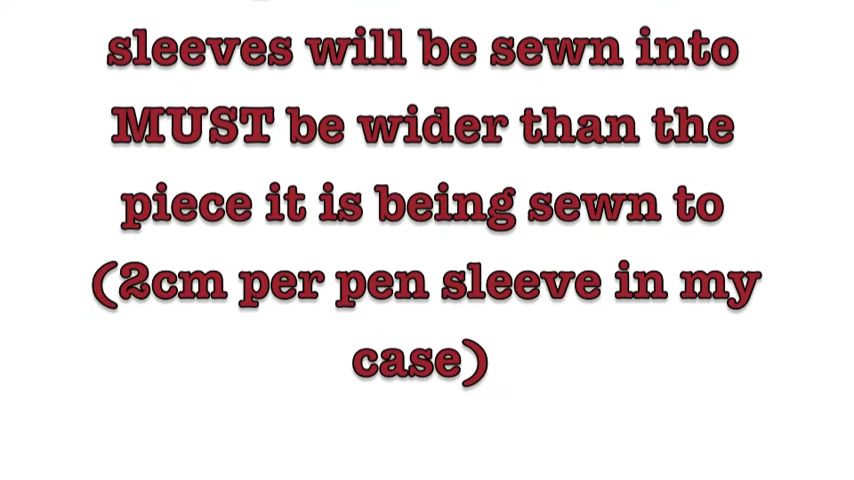 sleeves will be sewn into
MUST be wider than the
piece it is being sewn to
(2cm per pen sleeve in my
case)